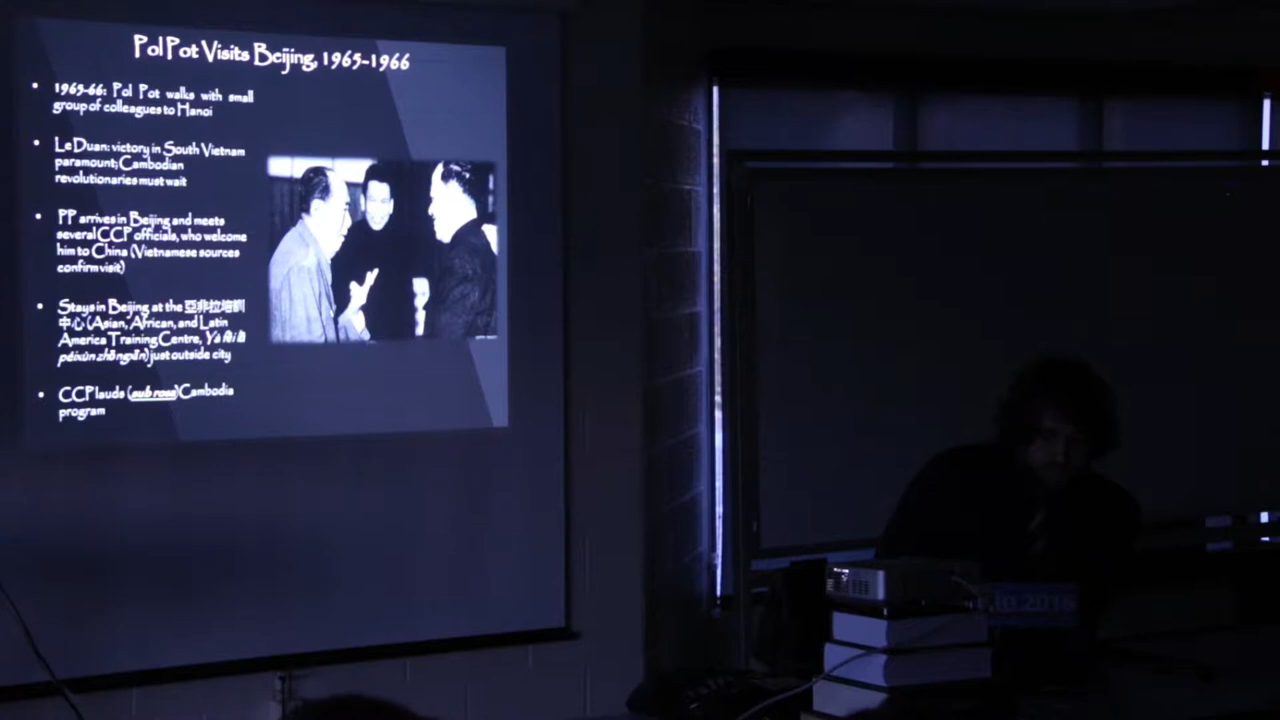 Pol Pot Visits Beijing, 1965-1966
• 1965-66: Pol Pot walks with small
group of colleagues to Hanoi
• Le Duan: victory in South Vietnam
paramount; Cambodian
revolutionaries must wait
• PP arrives in Beijing and meets
several CCP officials, who welcome
him to China (Vietnamese sources
confirm visit)
• Stays in Beijing at the 亞非拉培訓
中心 (Asian, African, and Latin
America Training Centre, Yà Fēi lā
péixùn zhōngxīn) just outside city
• CCP lauds (sub rosa) Cambodia
program
2016